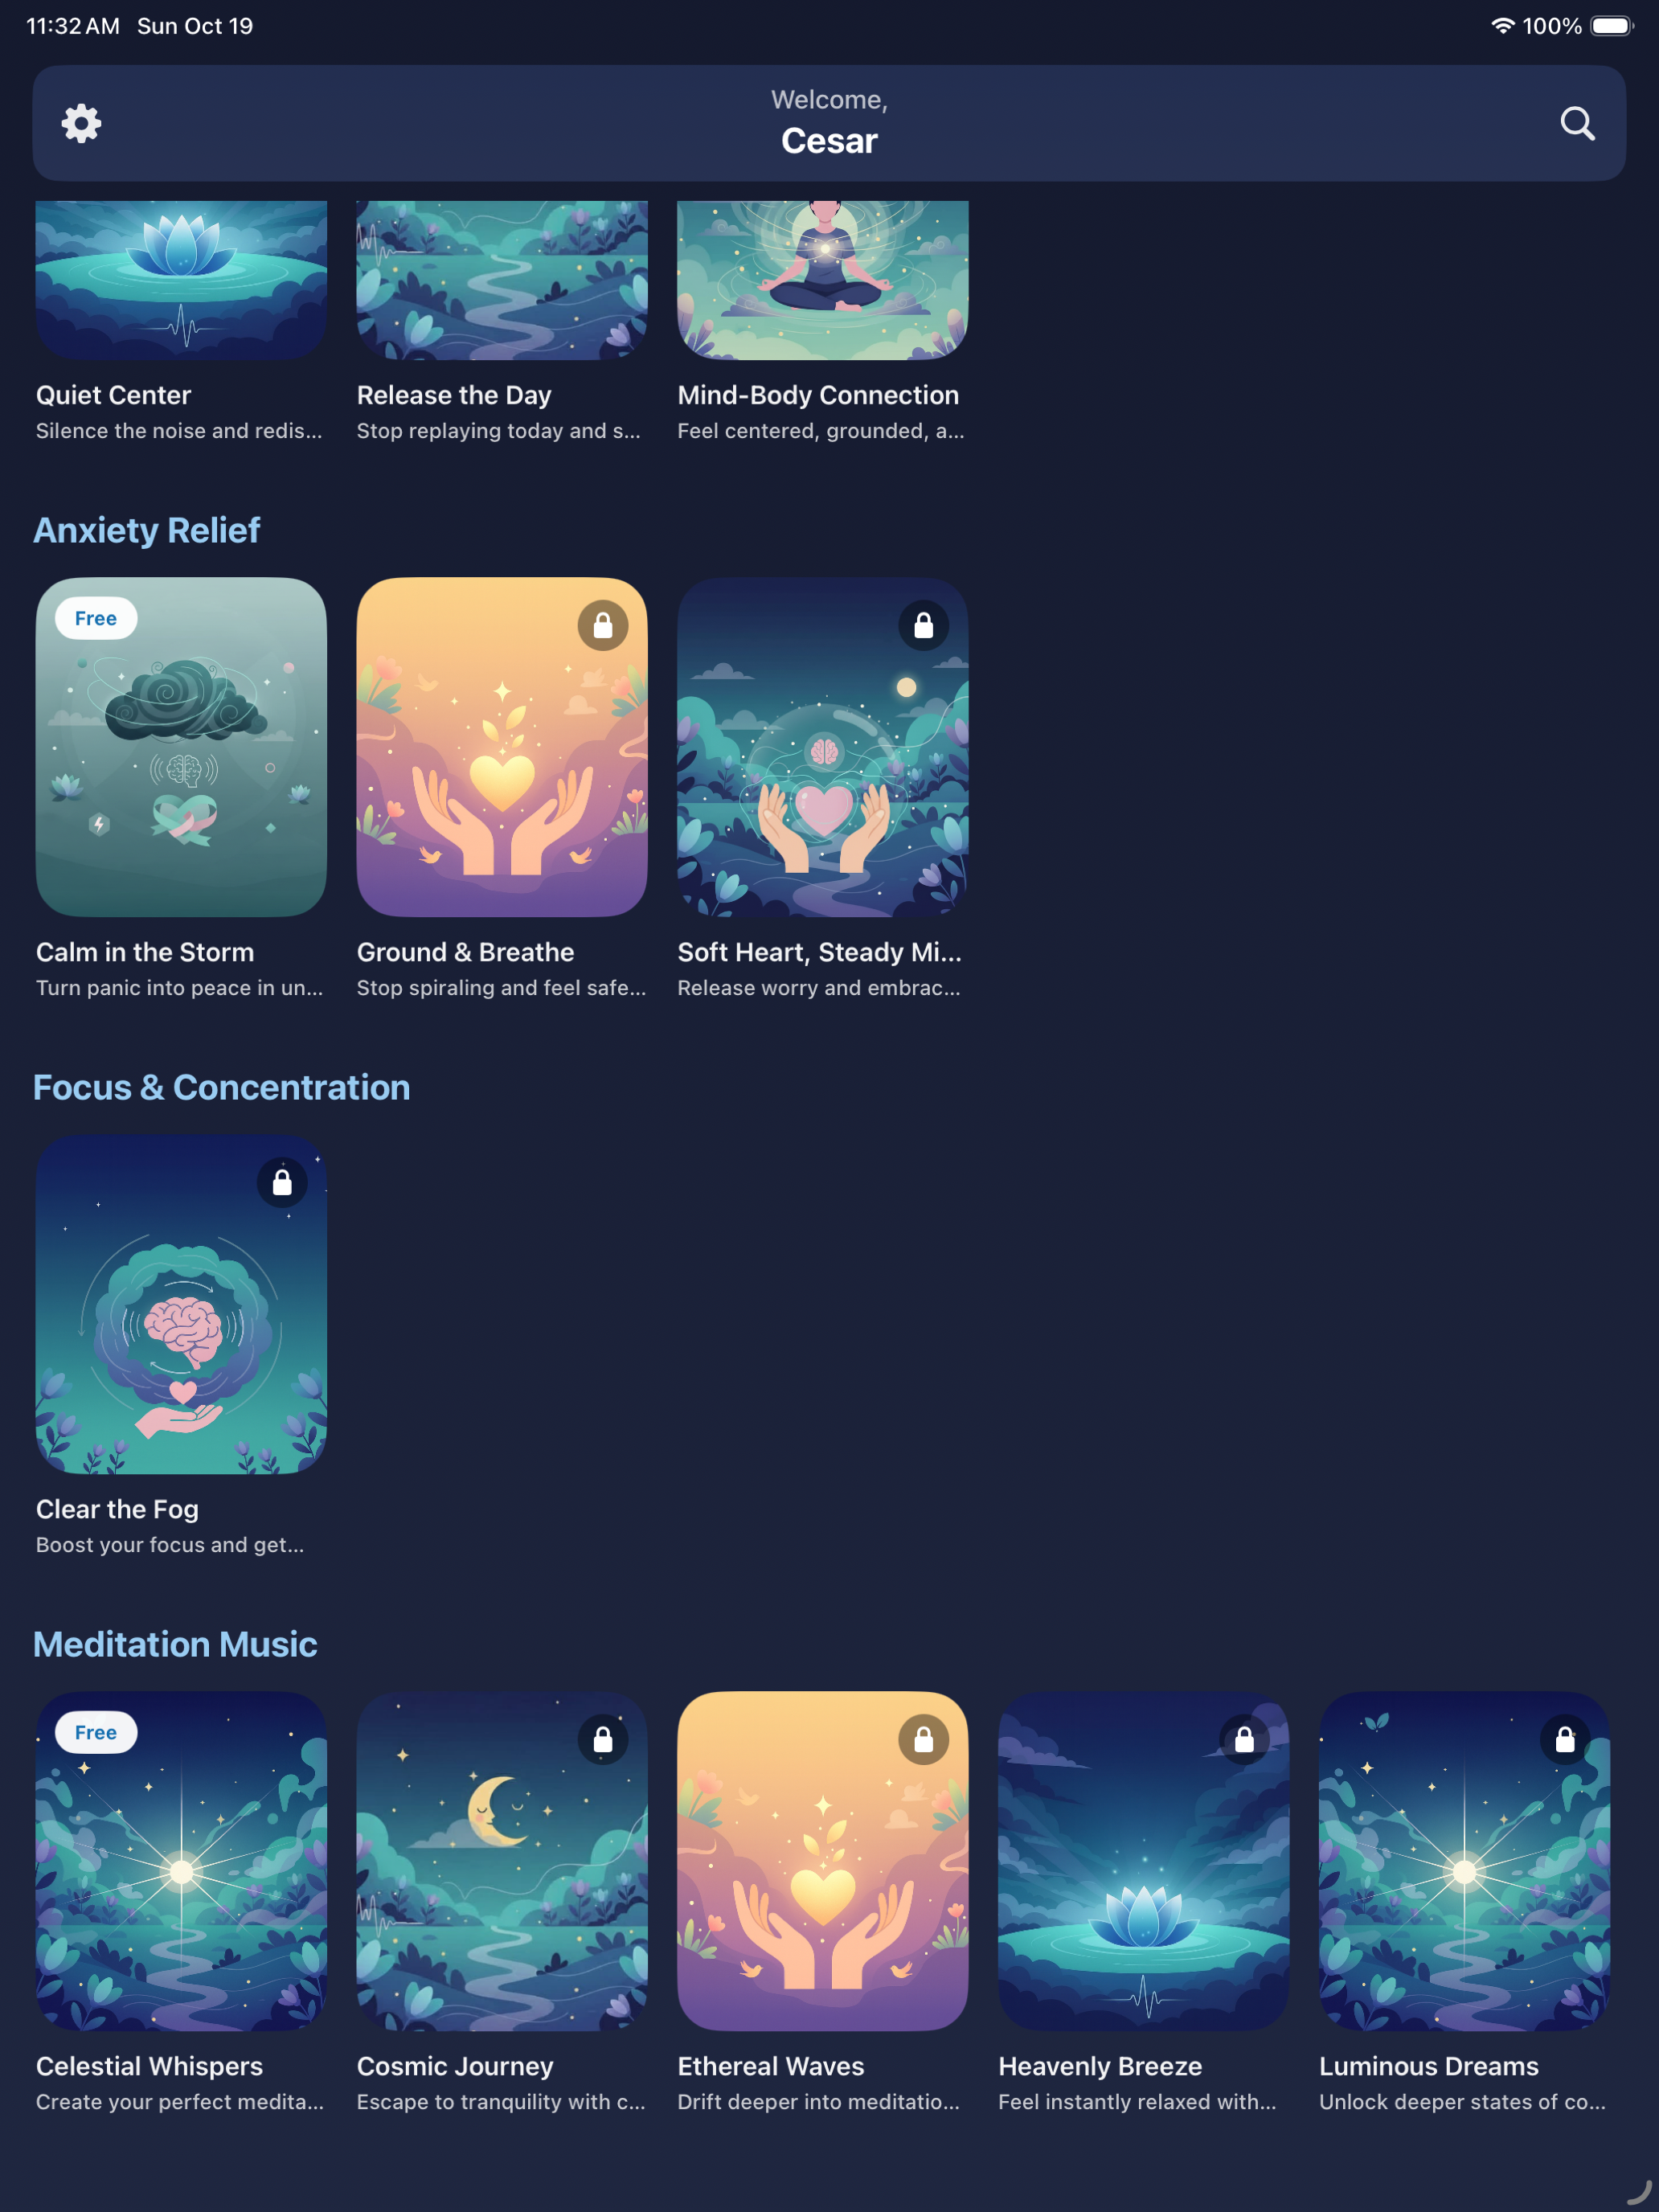 11:32 AM Sun Oct 19
100%
Welcome,
Cesar
Quiet Center
Silence the noise and redis...
Release the Day
Stop replaying today and s...
Mind-Body Connection
Feel centered, grounded, a...
Anxiety Relief
Free
Calm in the Storm
Turn panic into peace in un...
Ground & Breathe
Stop spiraling and feel safe...
Soft Heart, Steady Mi...
Release worry and embrac...
Focus & Concentration
Clear the Fog
Boost your focus and get...
Meditation Music
Free
Celestial Whispers
Create your perfect medita...
Cosmic Journey
Escape to tranquility with c...
Ethereal Waves
Drift deeper into meditatio...
Heavenly Breeze
Feel instantly relaxed with...
Luminous Dreams
Unlock deeper states of co...